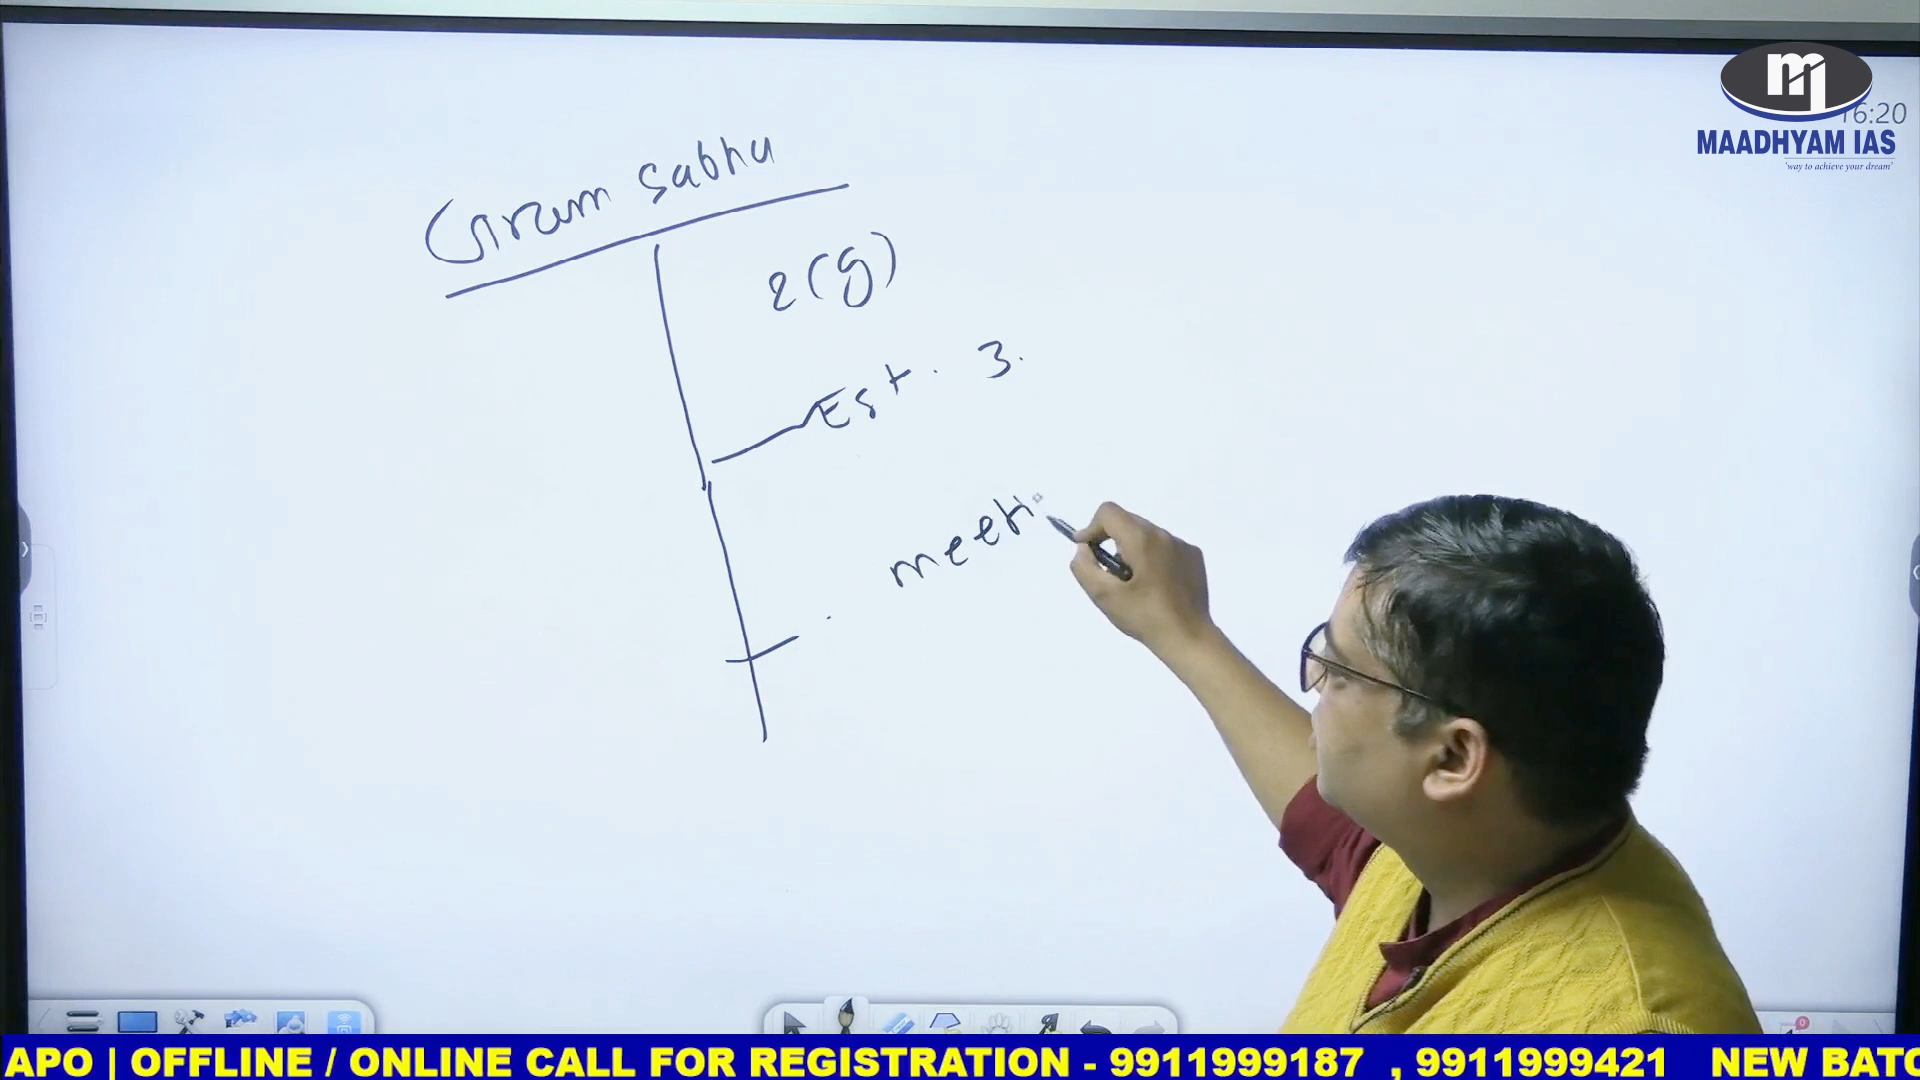 16:20
MAADHYAM IAS
'way to achieve your dream'
Gram Sabha
2(g)
Est. 3.
meeti
APO | OFFLINE / ONLINE CALL FOR REGISTRATION - 9911999187 , 9911999421 NEW BATC